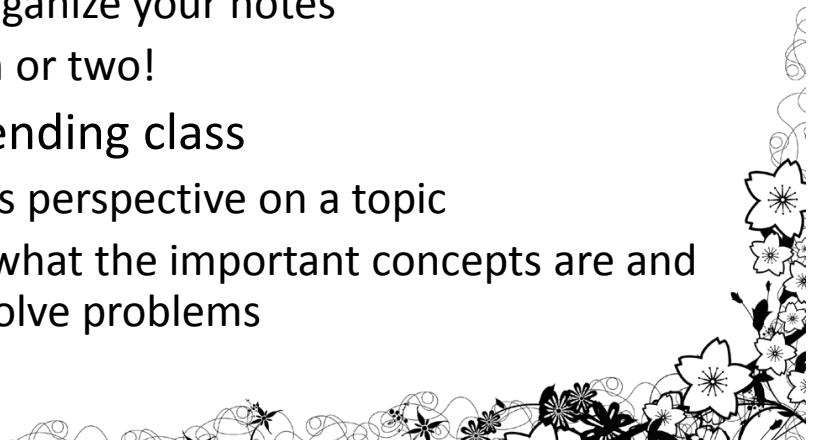 ganize your notes
or two!
ending class
s perspective on a topic
what the important concepts are and
olve problems